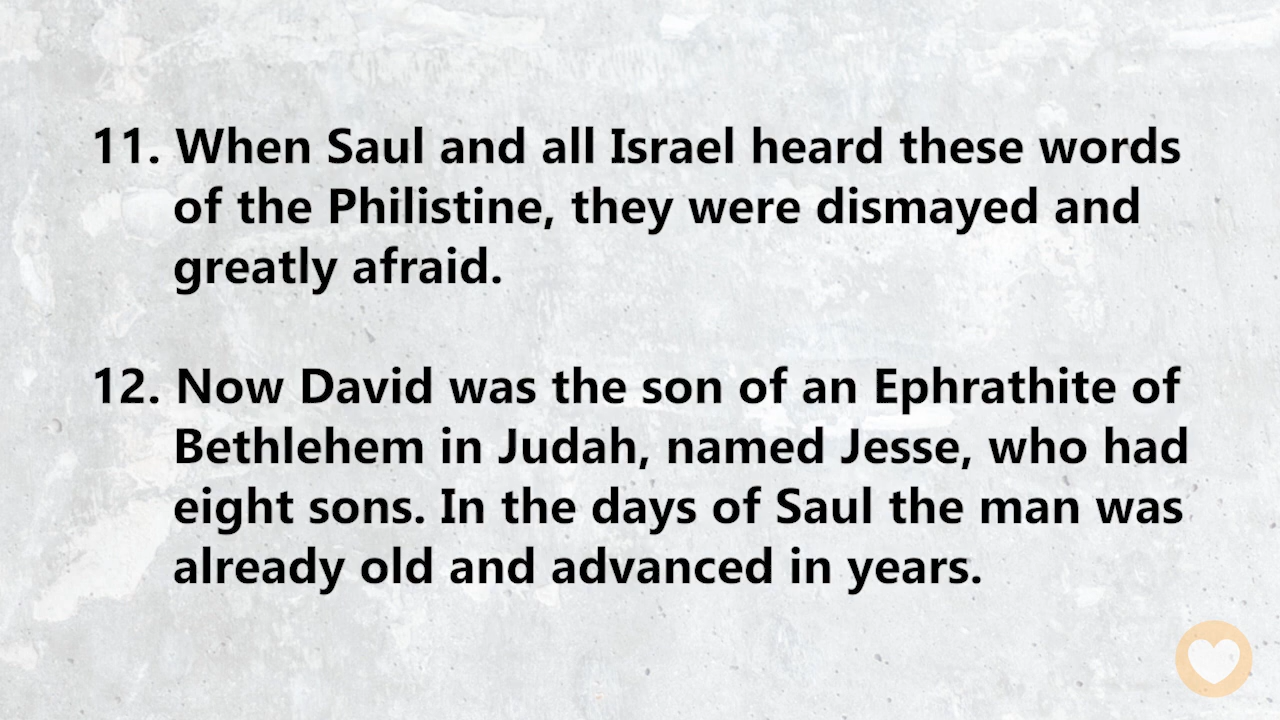 11. When Saul and all Israel heard these words
of the Philistine, they were dismayed and
greatly afraid.
12. Now David was the son of an Ephrathite of
Bethlehem in Judah, named Jesse, who had
eight sons. In the days of Saul the man was
already old and advanced in years.